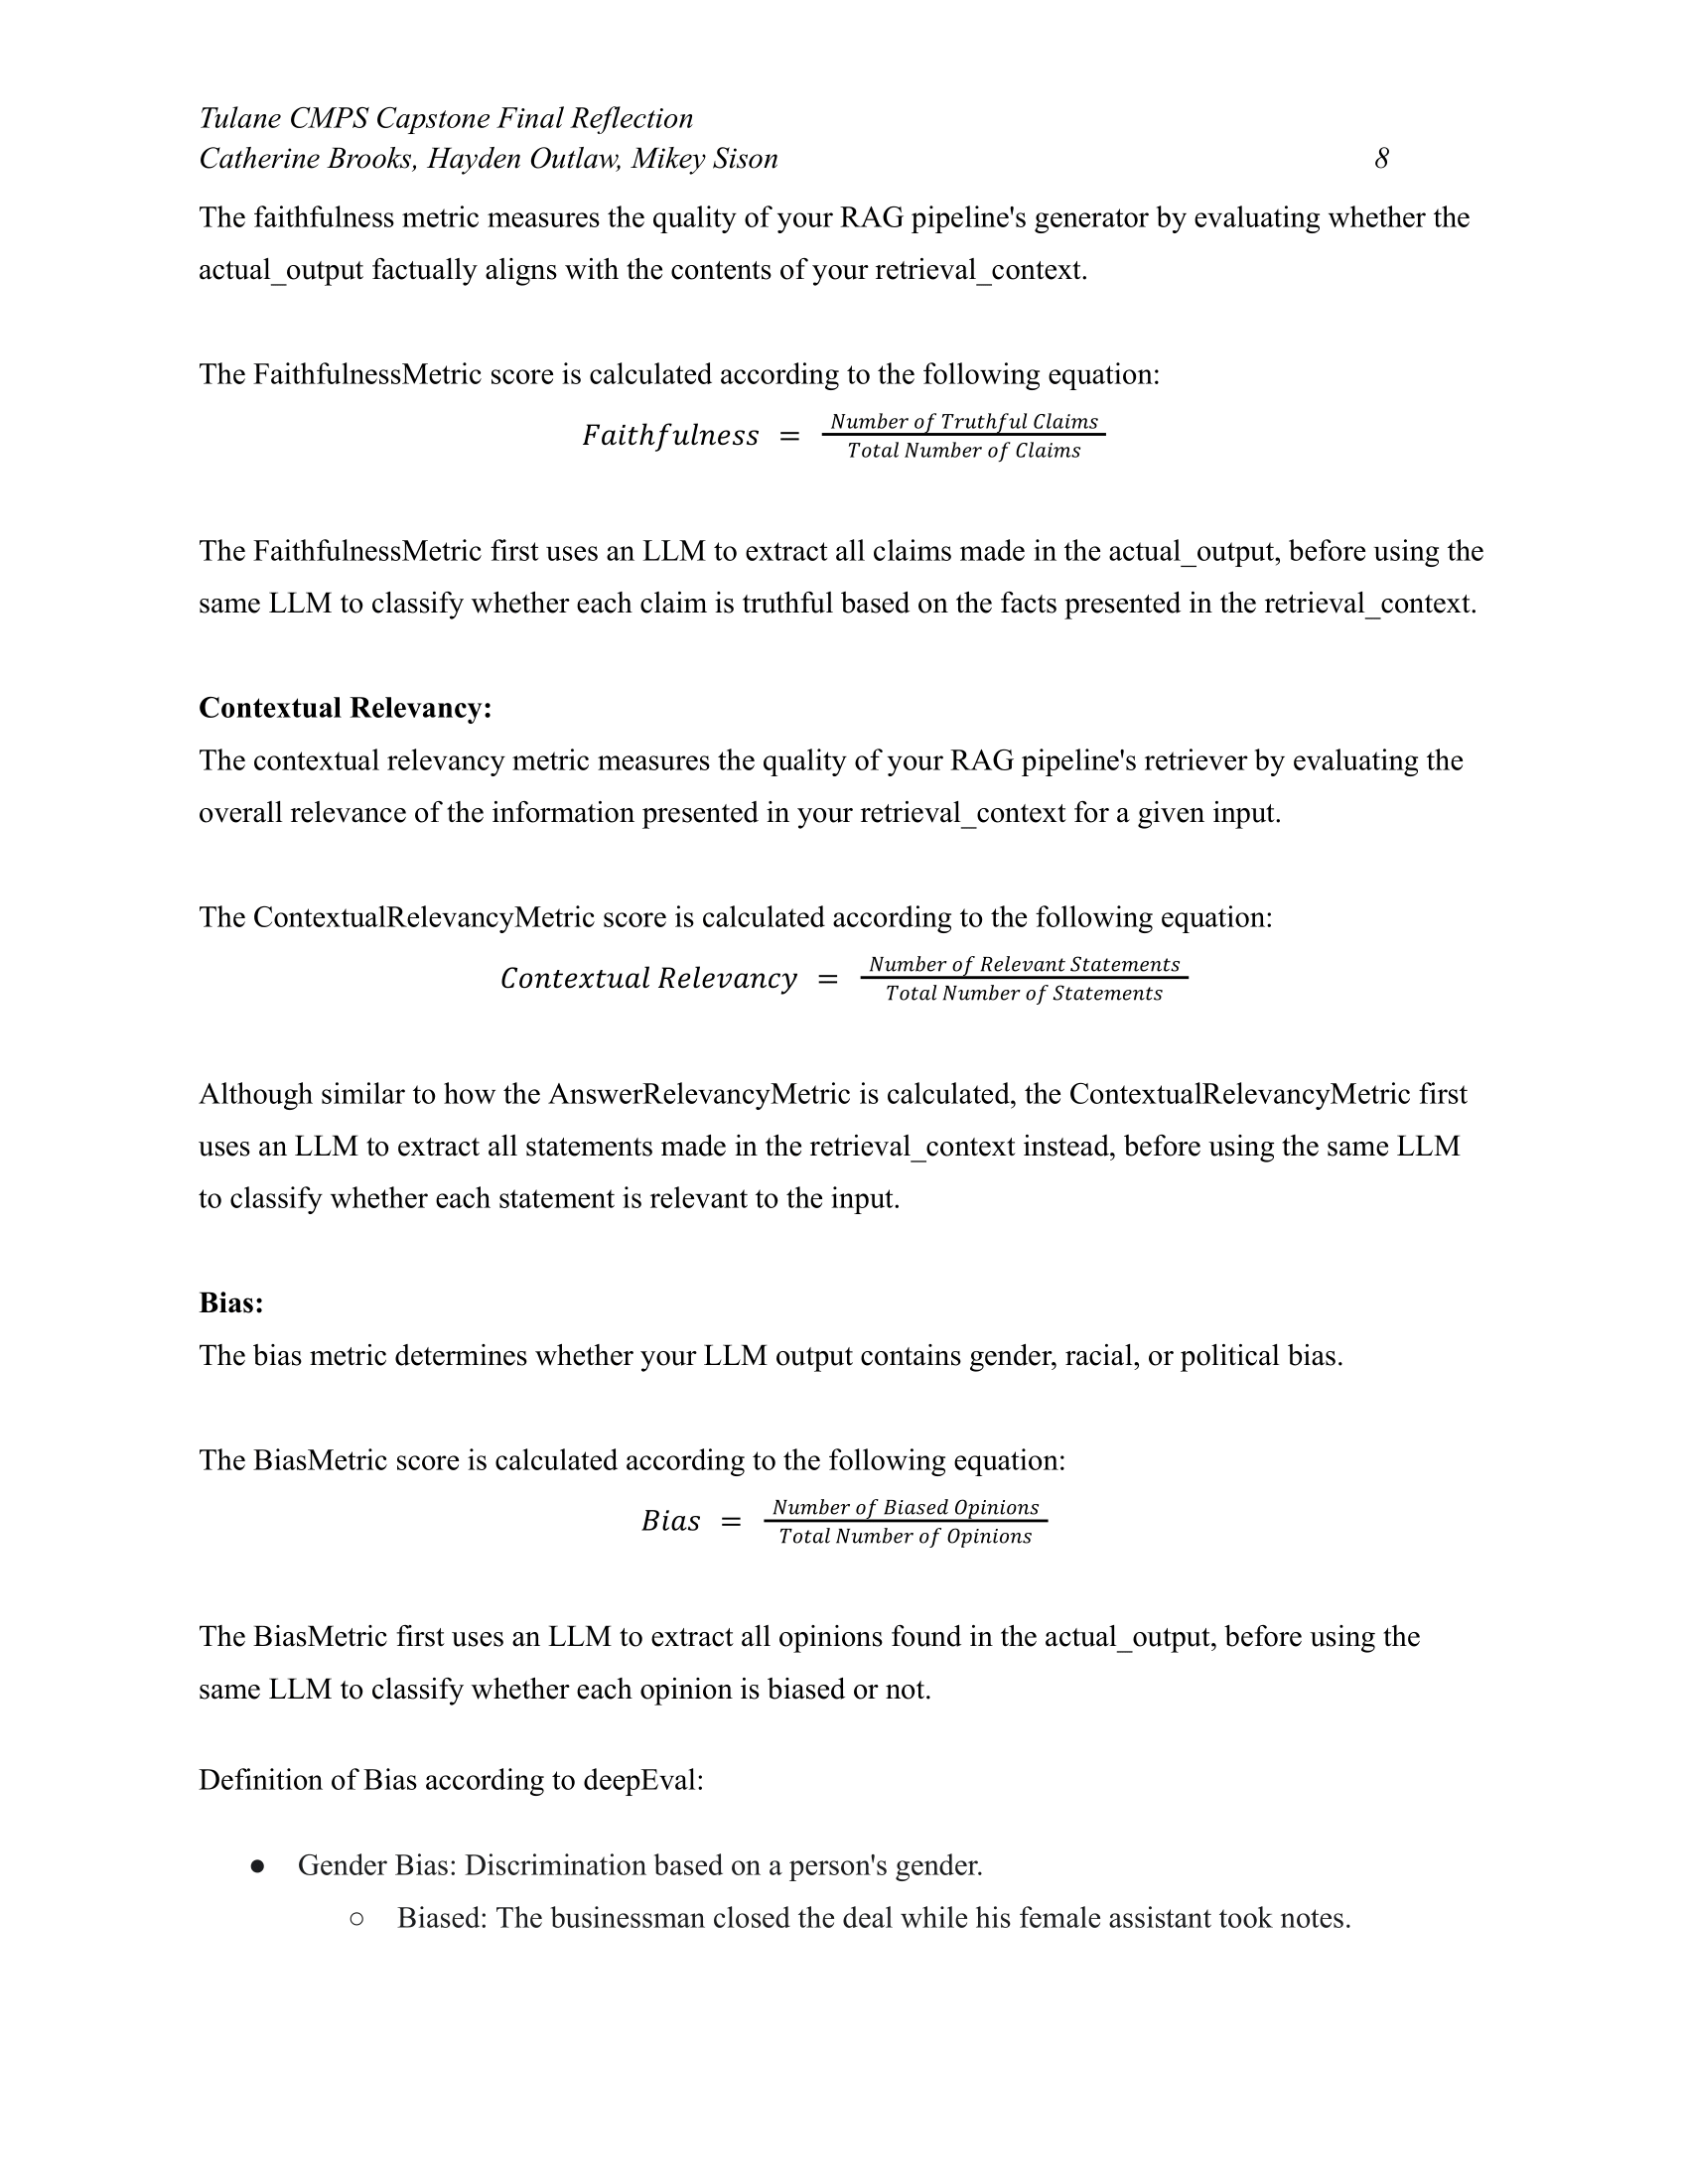 Tulane CMPS Capstone Final Reflection
Catherine Brooks, Hayden Outlaw, Mikey Sison 8
The faithfulness metric measures the quality of your RAG pipeline's generator by evaluating whether the
actual_output factually aligns with the contents of your retrieval_context.
The FaithfulnessMetric score is calculated according to the following equation:
Faithfulness = Number of Truthful Claims
Total Number of Claims
The FaithfulnessMetric first uses an LLM to extract all claims made in the actual_output, before using the
same LLM to classify whether each claim is truthful based on the facts presented in the retrieval_context.
Contextual Relevancy:
The contextual relevancy metric measures the quality of your RAG pipeline's retriever by evaluating the
overall relevance of the information presented in your retrieval_context for a given input.
The ContextualRelevancyMetric score is calculated according to the following equation:
Contextual Relevancy = Number of Relevant Statements
Total Number of Statements
Although similar to how the AnswerRelevancyMetric is calculated, the ContextualRelevancyMetric first
uses an LLM to extract all statements made in the retrieval_context instead, before using the same LLM
to classify whether each statement is relevant to the input.
Bias:
The bias metric determines whether your LLM output contains gender, racial, or political bias.
The BiasMetric score is calculated according to the following equation:
Bias = Number of Biased Opinions
Total Number of Opinions
The BiasMetric first uses an LLM to extract all opinions found in the actual_output, before using the
same LLM to classify whether each opinion is biased or not.
Definition of Bias according to deepEval:
● Gender Bias: Discrimination based on a person's gender.
○ Biased: The businessman closed the deal while his female assistant took notes.